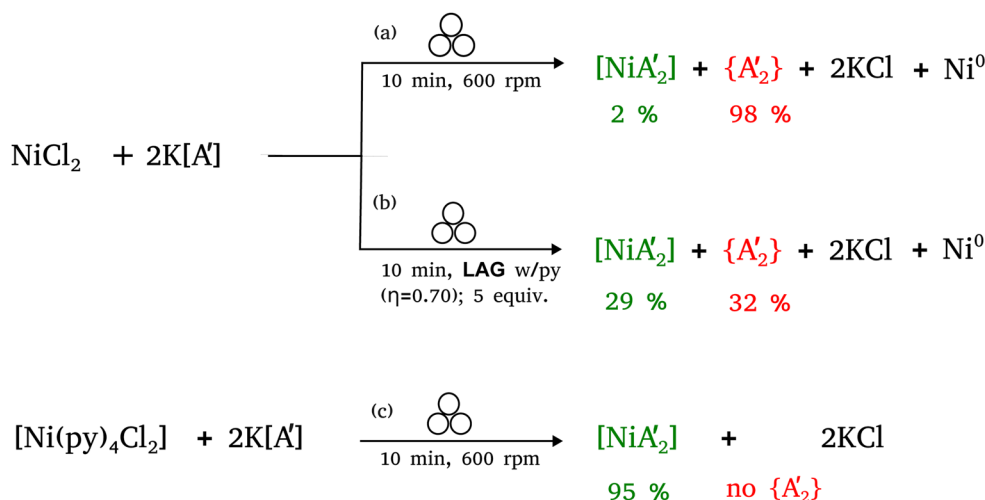 (a)
10 min, 600 rpm
[NiA′₂] + {A′₂} + 2KCl + Ni⁰
2 % 98 %
NiCl₂ + 2K[A′]
(b)
10 min, LAG w/py
(η=0.70); 5 equiv.
[NiA′₂] + {A′₂} + 2KCl + Ni⁰
29 % 32 %
[Ni(py)₄Cl₂] + 2K[A′]
(c)
10 min, 600 rpm
[NiA′₂] + 2KCl
95 % no {A′₂}